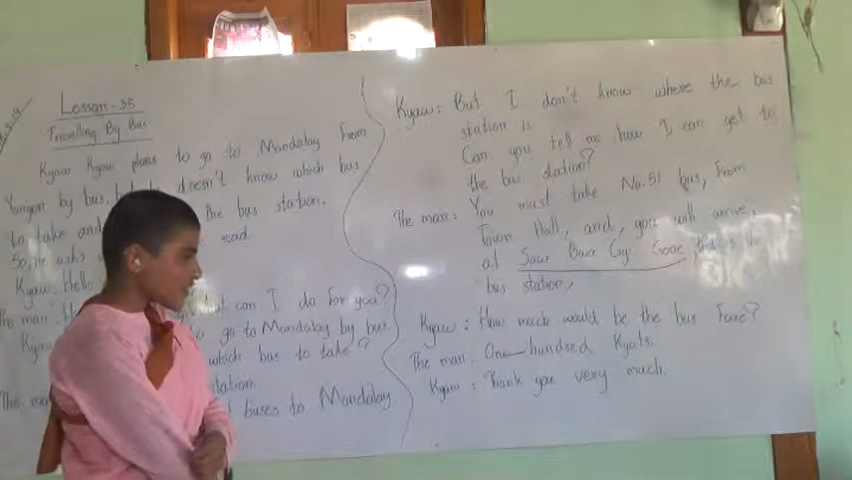 Lesson-35
Travelling By Bus
Kyaw Kyaw plans to go to Mandalay from
Yangon by bus, but doesn't know which bus
to take and the bus station.
So, he asks road
Kyaw: Hello
The man: what can I do for you?
Kyaw go to Mandalay by bus.
which bus to take?
The man station
buses to Mandalay
Kyaw: But I don't know where the bus
station is.
Can you tell me how I can get to
the bus station?
The man: You must take No.51 bus, from
Town Hall, and, you will arrive,
at Saw Bwa Gyi Gone, that is the
bus station,
Kyaw: How much would be the bus fare?
The man: One hundred Kyats.
Kyaw: Thank you very much.